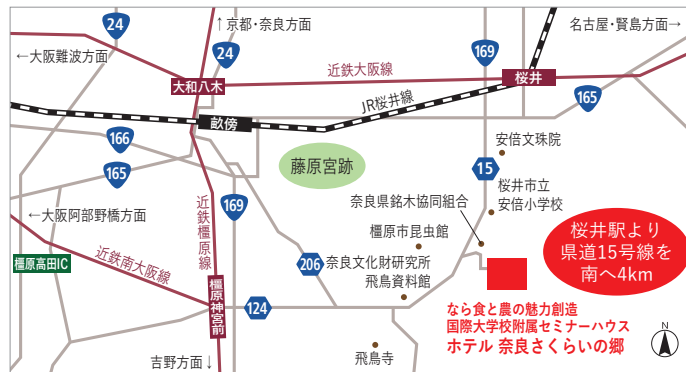 24
↑京都・奈良方面
名古屋・賢島方面→
←大阪難波方面
24
169
近鉄大阪線
大和八木
桜井
JR桜井線
165
畝傍
166
165
藤原宮跡
15
安倍文珠院
桜井市立
安倍小学校
奈良県銘木協同組合
←大阪阿部野橋方面
近鉄橿原線
169
橿原市昆虫館
桜井駅より
県道15号線を
南へ4km
橿原高田IC
近鉄南大阪線
206
奈良文化財研究所
飛鳥資料館
橿原神宮前
124
なら食と農の魅力創造
国際大学校附属セミナーハウス
ホテル 奈良さくらいの郷
吉野方面↓
飛鳥寺
N